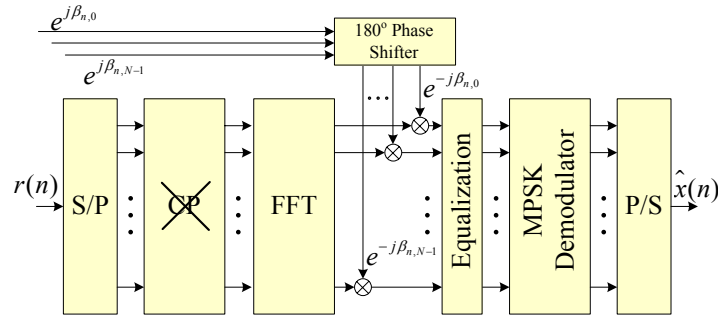 e^{jβ_{n,0}}
e^{jβ_{n,N-1}}
180° Phase
Shifter
e^{-jβ_{n,0}}
...
r(n)
S/P
CP
FFT
e^{-jβ_{n,N-1}}
Equalization
MPSK
Demodulator
P/S
x̂(n)